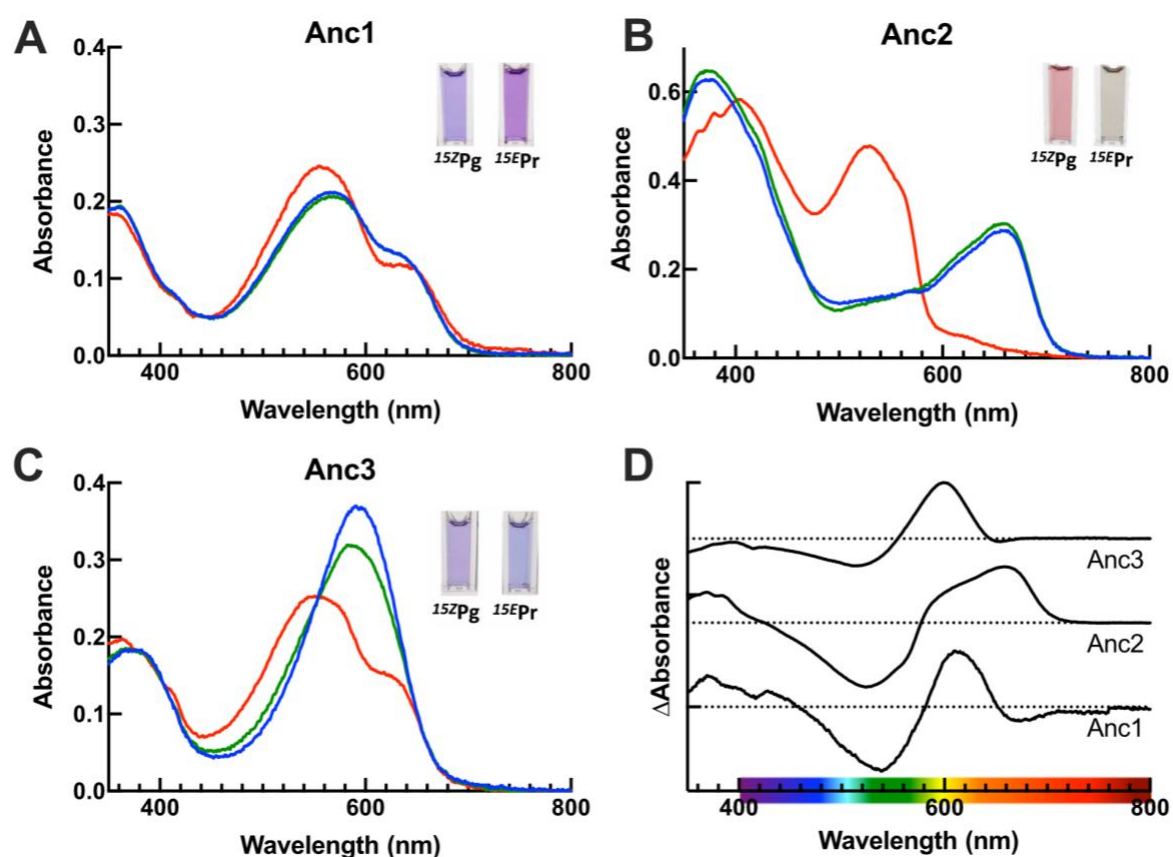 A
Anc1
0.4
0.3
0.2
0.1
0.0
400
600
800
Absorbance
Wavelength (nm)
15ZPg
15EPr
B
Anc2
0.6
0.4
0.2
0.0
400
600
800
Absorbance
Wavelength (nm)
15ZPg
15EPr
C
Anc3
0.4
0.3
0.2
0.1
0.0
400
600
800
Absorbance
Wavelength (nm)
15ZPg
15EPr
D
Anc3
Anc2
Anc1
ΔAbsorbance
400
600
800
Wavelength (nm)